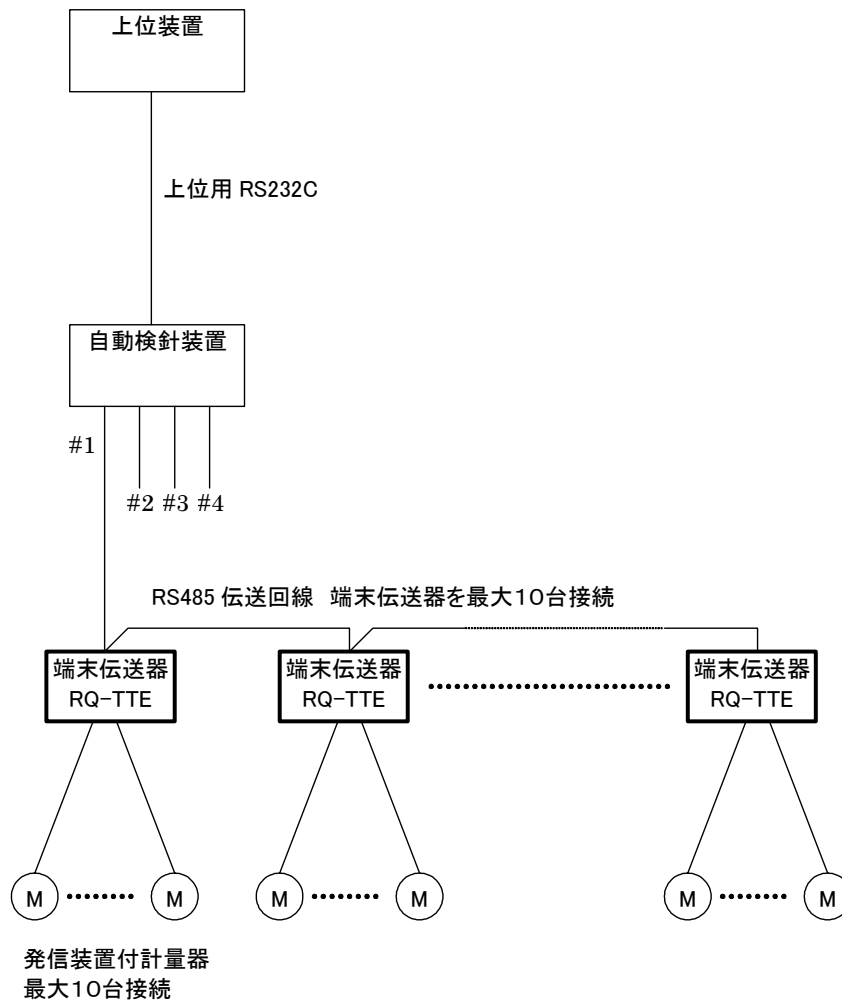 上位装置
上位用 RS232C
自動検針装置
#1
#2 #3 #4
RS485 伝送回線 端末伝送器を最大10台接続
端末伝送器
RQ-TTE
端末伝送器
RQ-TTE
端末伝送器
RQ-TTE
M M M M M M
発信装置付計量器
最大10台接続